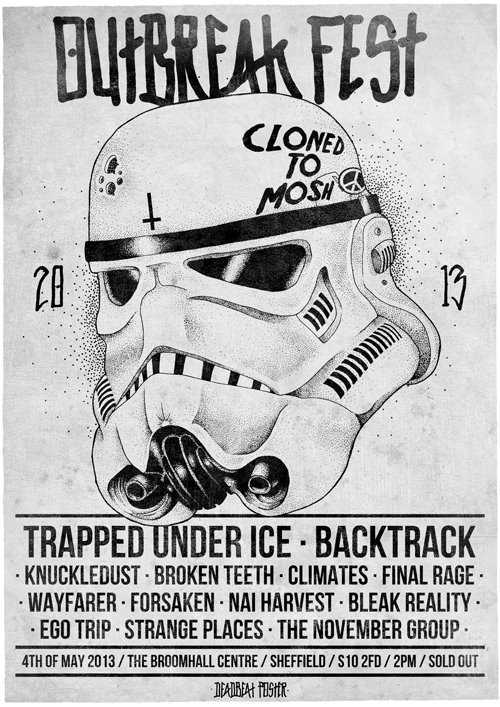 OUTBREAK FEST
CLONED
TO
MOSH
20 13
TRAPPED UNDER ICE · BACKTRACK
· KNUCKLEDUST · BROKEN TEETH · CLIMATES · FINAL RAGE ·
· WAYFARER · FORSAKEN · NAI HARVEST · BLEAK REALITY ·
· EGO TRIP · STRANGE PLACES · THE NOVEMBER GROUP ·
4TH OF MAY 2013 / THE BROOMHALL CENTRE / SHEFFIELD / S10 2FD / 2PM / SOLD OUT
·DEADBEAT POSTER·